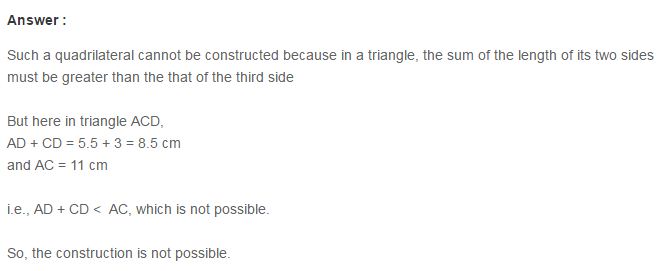 Answer :
Such a quadrilateral cannot be constructed because in a triangle, the sum of the length of its two sides
must be greater than the that of the third side
But here in triangle ACD,
AD + CD = 5.5 + 3 = 8.5 cm
and AC = 11 cm
i.e., AD + CD < AC, which is not possible.
So, the construction is not possible.